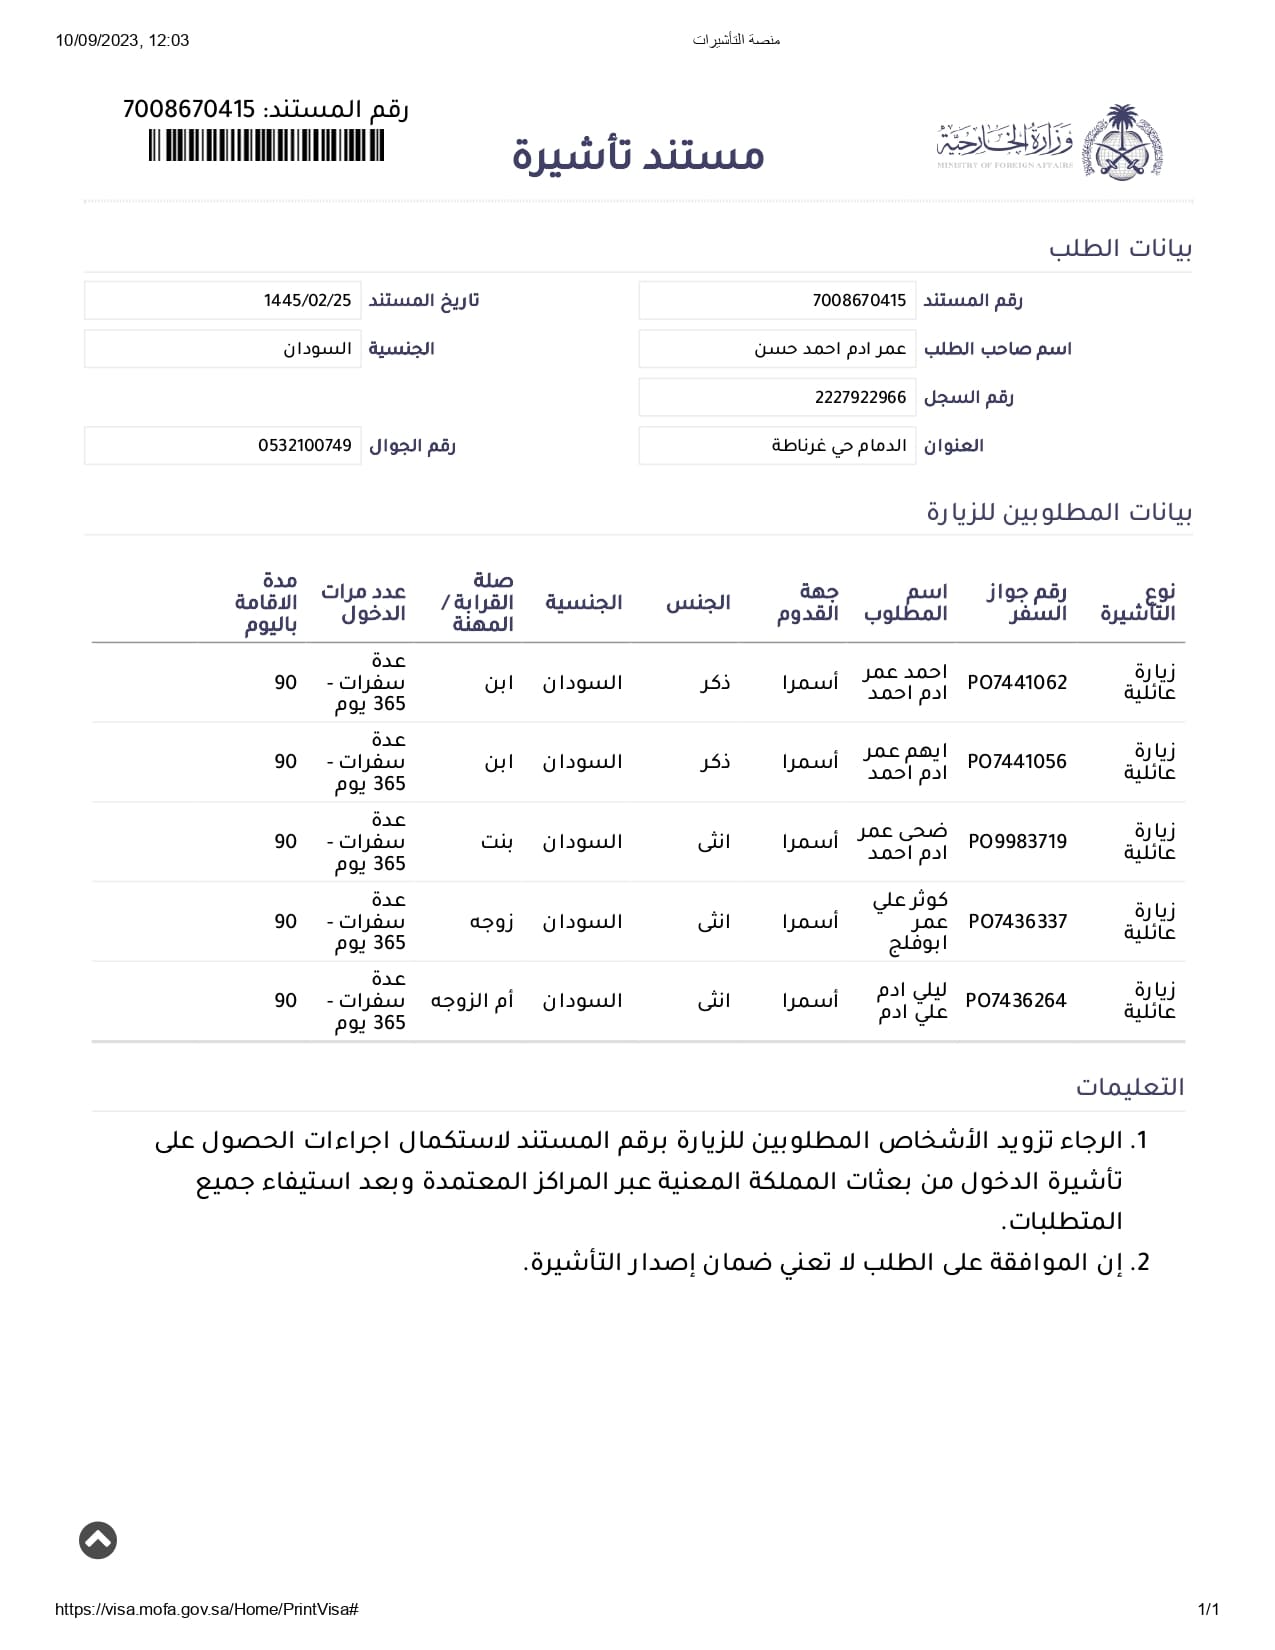 10/09/2023, 12:03
منصة التأشيرات
رقم المستند: 7008670415
وزارة الخارجية
MINISTRY OF FOREIGN AFFAIRS
مستند تأشيرة
بيانات الطلب
رقم المستند 7008670415 تاريخ المستند 1445/02/25
اسم صاحب الطلب عمر ادم احمد حسن الجنسية السودان
رقم السجل 2227922966
العنوان الدمام حي غرناطة رقم الجوال 0532100749
بيانات المطلوبين للزيارة
نوع التأشيرة رقم جواز السفر اسم المطلوب جهة القدوم الجنس الجنسية صلة القرابة / المهنة عدد مرات الدخول مدة الاقامة باليوم
زيارة عائلية PO7441062 احمد عمر ادم احمد أسمرا ذكر السودان ابن عدة سفرات - 365 يوم 90
زيارة عائلية PO7441056 ايهم عمر ادم احمد أسمرا ذكر السودان ابن عدة سفرات - 365 يوم 90
زيارة عائلية PO9983719 ضحى عمر ادم احمد أسمرا انثى السودان بنت عدة سفرات - 365 يوم 90
زيارة عائلية PO7436337 كوثر علي عمر ابوفلج أسمرا انثى السودان زوجه عدة سفرات - 365 يوم 90
زيارة عائلية PO7436264 ليلي ادم علي ادم أسمرا انثى السودان أم الزوجه عدة سفرات - 365 يوم 90
التعليمات
1. الرجاء تزويد الأشخاص المطلوبين للزيارة برقم المستند لاستكمال اجراءات الحصول على
تأشيرة الدخول من بعثات المملكة المعنية عبر المراكز المعتمدة وبعد استيفاء جميع
المتطلبات.
2. إن الموافقة على الطلب لا تعني ضمان إصدار التأشيرة.
https://visa.mofa.gov.sa/Home/PrintVisa#
1/1